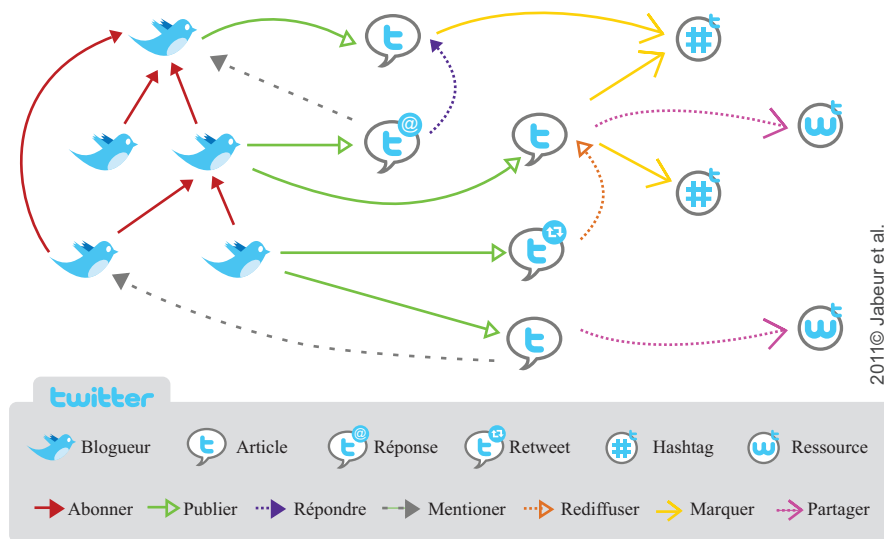 2011© Jabeur et al.
twitter
Blogueur Article Réponse Retweet Hashtag Ressource
Abonner Publier Répondre Mentioner Rediffuser Marquer Partager